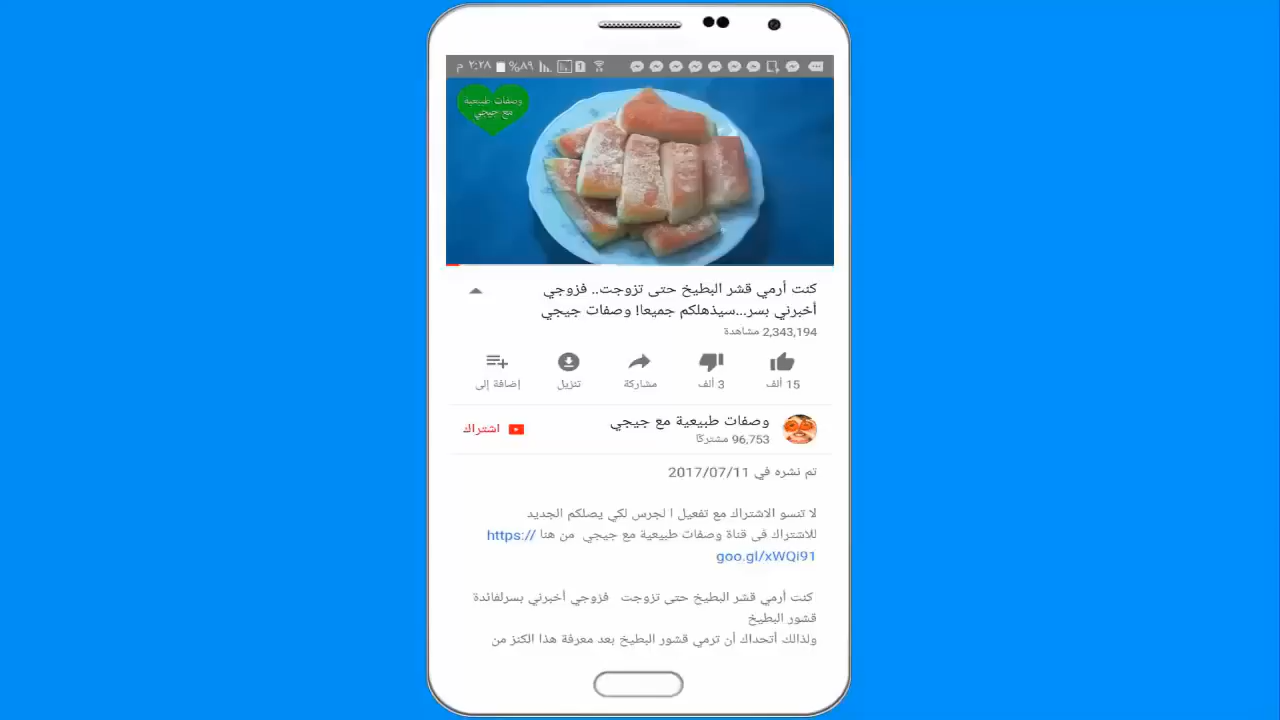 ٢:٢٨ م
%٨٩
وصفات طبيعية
مع جيجي
كنت أرمي قشر البطيخ حتى تزوجت.. فزوجي
أخبرني بسر...سيذهلكم جميعا! وصفات جيجي
2,343,194 مشاهدة
15 ألف
3 ألف
مشاركة
تنزيل
إضافة إلى
وصفات طبيعية مع جيجي
96,753 مشتركًا
اشتراك
تم نشره في 2017/07/11
لا تنسو الاشتراك مع تفعيل ا لجرس لكي يصلكم الجديد
للاشتراك فى قناة وصفات طبيعية مع جيجي من هنا https://
goo.gl/xWQi91
كنت أرمي قشر البطيخ حتى تزوجت فزوجي أخبرني بسرلفائدة
قشور البطيخ
ولذالك أتحداك أن ترمي قشور البطيخ بعد معرفة هذا الكنز من